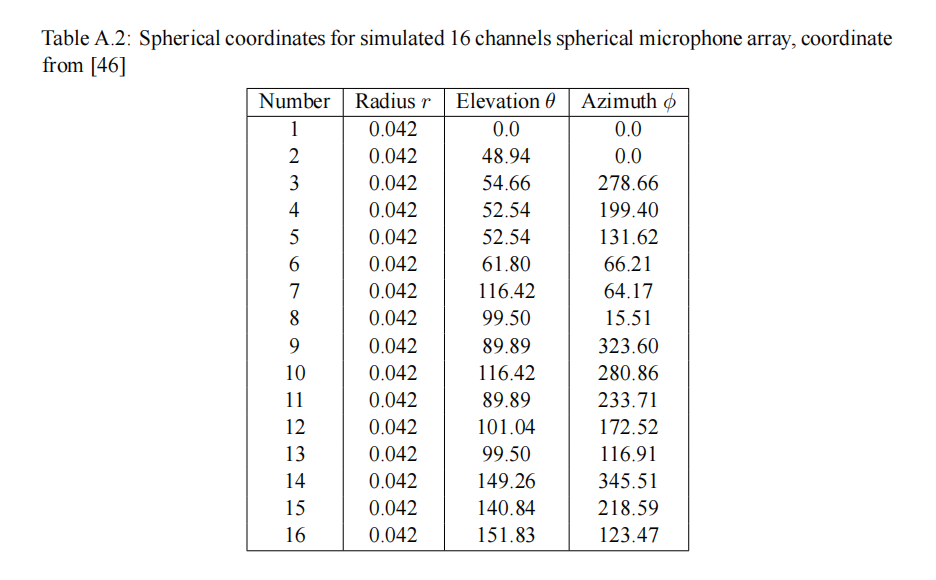 Table A.2: Spherical coordinates for simulated 16 channels spherical microphone array, coordinate
from [46]
Number Radius r Elevation θ Azimuth ϕ
1 0.042 0.0 0.0
2 0.042 48.94 0.0
3 0.042 54.66 278.66
4 0.042 52.54 199.40
5 0.042 52.54 131.62
6 0.042 61.80 66.21
7 0.042 116.42 64.17
8 0.042 99.50 15.51
9 0.042 89.89 323.60
10 0.042 116.42 280.86
11 0.042 89.89 233.71
12 0.042 101.04 172.52
13 0.042 99.50 116.91
14 0.042 149.26 345.51
15 0.042 140.84 218.59
16 0.042 151.83 123.47